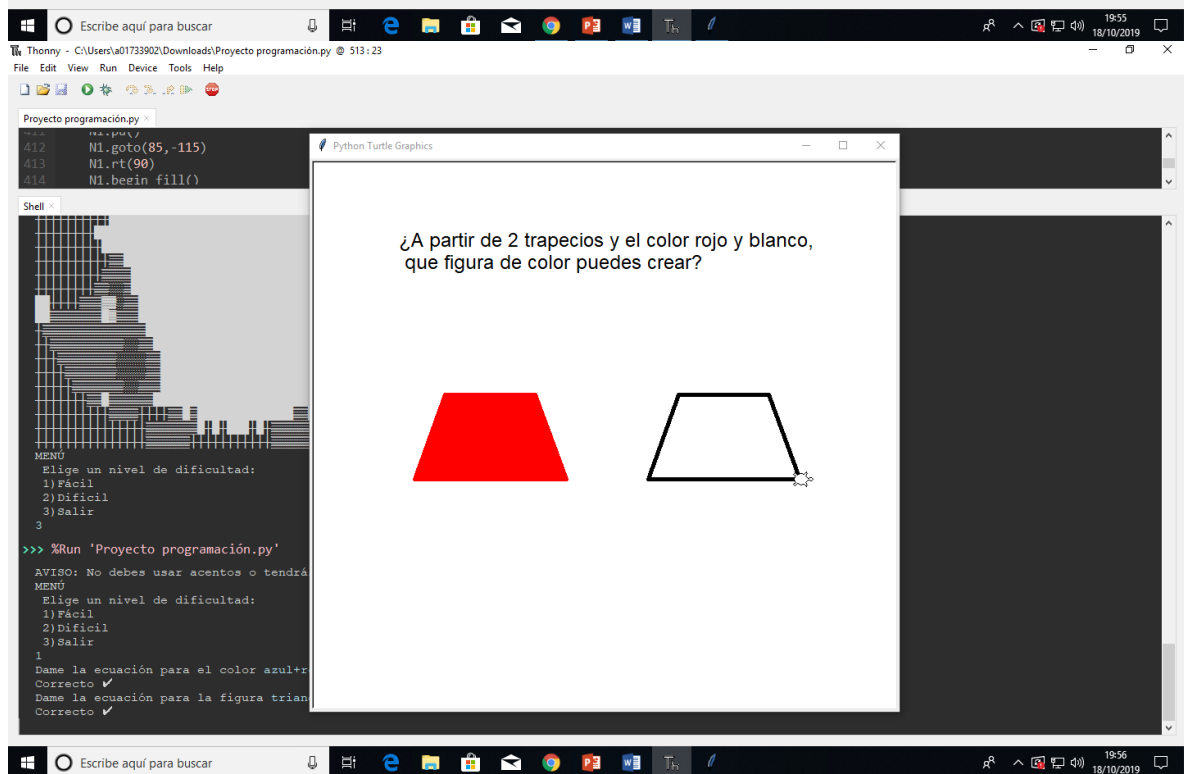 Escribe aquí para buscar
19:55
18/10/2019
Thonny - C:\Users\a01733902\Downloads\Proyecto programación.py @ 513 : 23
File Edit View Run Device Tools Help
STOP
Proyecto programación.py ×
412 N1.goto(85,-115)
413 N1.rt(90)
414 N1.begin_fill()
Python Turtle Graphics
¿A partir de 2 trapecios y el color rojo y blanco,
que figura de color puedes crear?
Shell ×
MENÚ
Elige un nivel de dificultad:
1)Fácil
2)Dificil
3)Salir
3
>>> %Run 'Proyecto programación.py'
AVISO: No debes usar acentos o tendrá
MENÚ
Elige un nivel de dificultad:
1)Fácil
2)Dificil
3)Salir
1
Dame la ecuación para el color azul+r
Correcto ✔
Dame la ecuación para la figura trian
Correcto ✔
Escribe aquí para buscar
19:56
18/10/2019